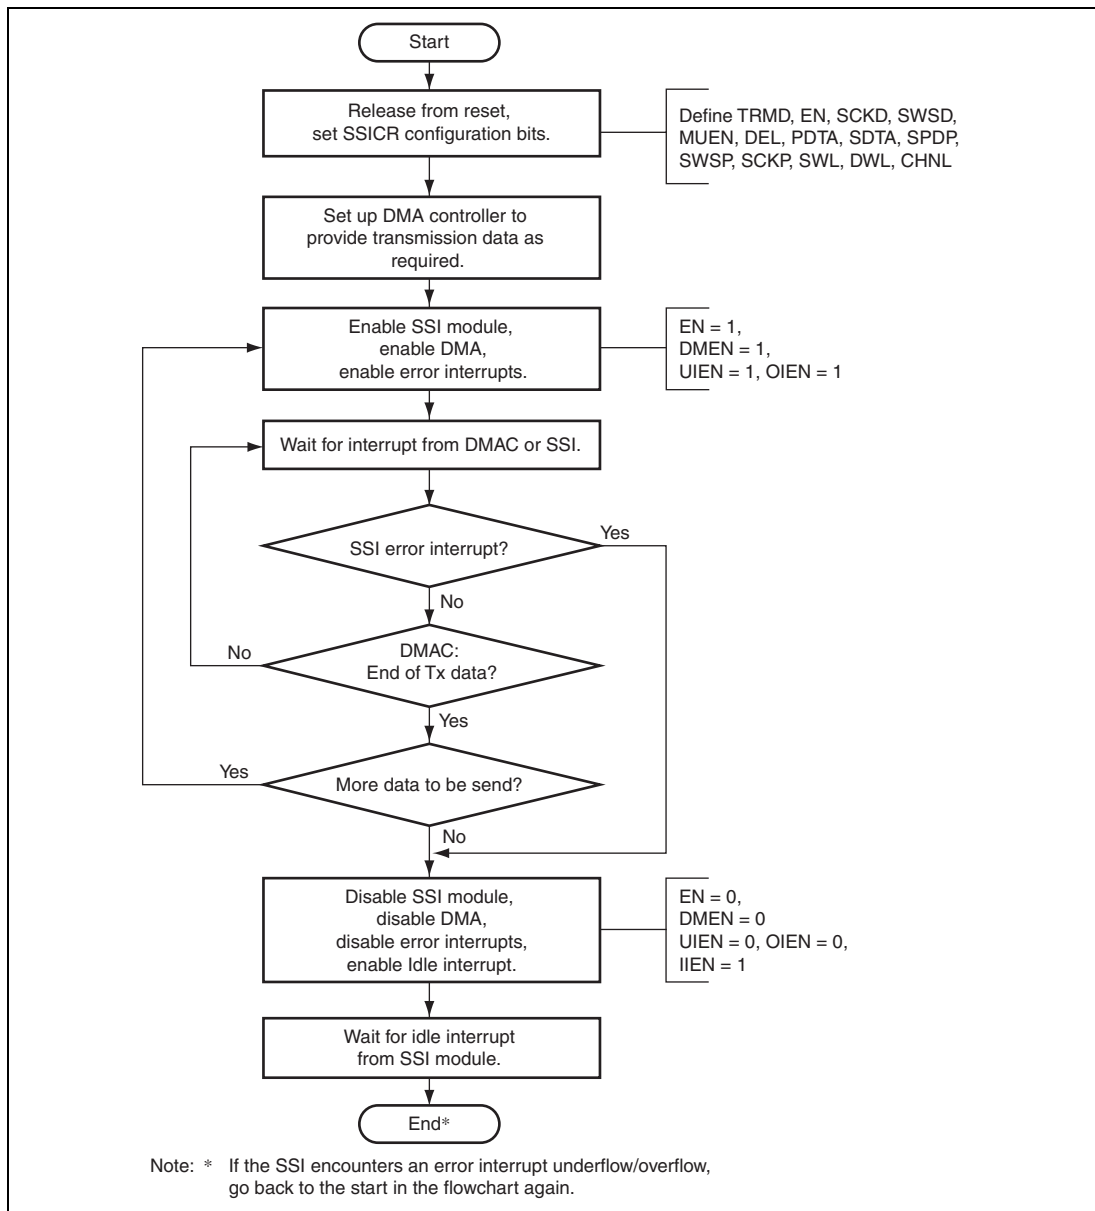 Start
Release from reset,
set SSICR configuration bits.
Define TRMD, EN, SCKD, SWSD,
MUEN, DEL, PDTA, SDTA, SPDP,
SWSP, SCKP, SWL, DWL, CHNL
Set up DMA controller to
provide transmission data as
required.
Enable SSI module,
enable DMA,
enable error interrupts.
EN = 1,
DMEN = 1,
UIEN = 1, OIEN = 1
Wait for interrupt from DMAC or SSI.
SSI error interrupt?
Yes
No
DMAC:
End of Tx data?
No
Yes
More data to be send?
Yes
No
Disable SSI module,
disable DMA,
disable error interrupts,
enable Idle interrupt.
EN = 0,
DMEN = 0
UIEN = 0, OIEN = 0,
IIEN = 1
Wait for idle interrupt
from SSI module.
End*
Note: * If the SSI encounters an error interrupt underflow/overflow,
go back to the start in the flowchart again.